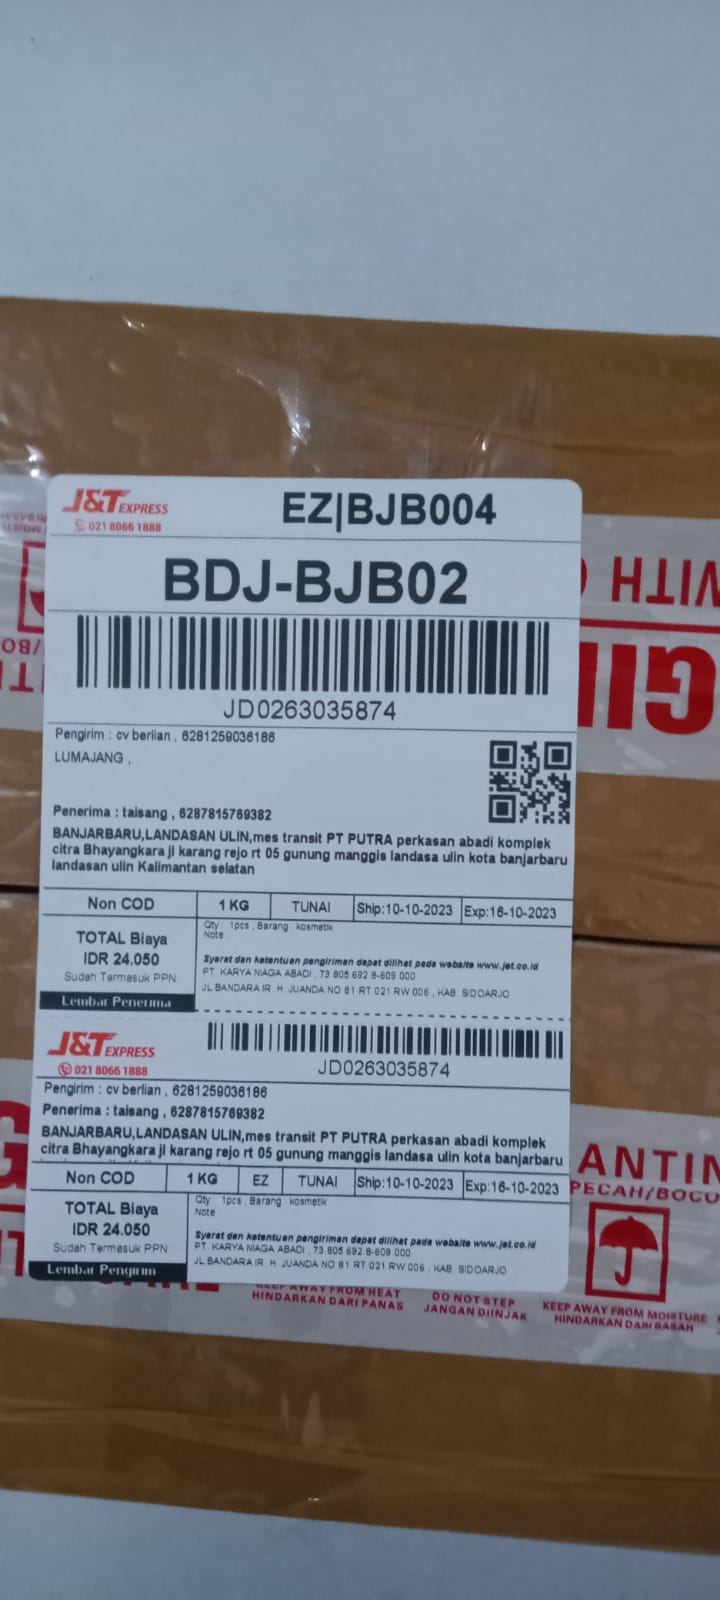 J&T EXPRESS
021 8066 1888
EZ|BJB004
BDJ-BJB02
JD0263035874
Pengirim : cv berlian , 6281259036186
LUMAJANG ,
Penerima : taisang , 6287815769382
BANJARBARU,LANDASAN ULIN,mes transit PT PUTRA perkasan abadi komplek
citra Bhayangkara jl karang rejo rt 05 gunung manggis landasa ulin kota banjarbaru
landasan ulin Kalimantan selatan
Non COD 1 KG TUNAI Ship:10-10-2023 Exp:16-10-2023
TOTAL Biaya
IDR 24.050
Sudah Termasuk PPN
Lembar Penerima
Qty 1pcs , Barang kosmetik
Note
Syarat dan ketentuan pengiriman dapat dilihat pada website www.jet.co.id
PT. KARYA NIAGA ABADI , 73 805 692 8-609.000
JL BANDARA IR. H. JUANDA NO 81 RT 021 RW 006 , KAB. SIDOARJO
J&T EXPRESS
021 8066 1888
JD0263035874
Pengirim : cv berlian , 6281259036186
Penerima : taisang , 6287815769382
BANJARBARU,LANDASAN ULIN,mes transit PT PUTRA perkasan abadi komplek
citra Bhayangkara jl karang rejo rt 05 gunung manggis landasa ulin kota banjarbaru
Non COD 1 KG EZ TUNAI Ship:10-10-2023 Exp:16-10-2023
TOTAL Biaya
IDR 24.050
Sudah Termasuk PPN
Lembar Pengirim
Qty 1pcs , Barang kosmetik
Note
Syarat dan ketentuan pengiriman dapat dilihat pada website www.jet.co.id
PT. KARYA NIAGA ABADI , 73 805 692 8-609.000
JL BANDARA IR. H. JUANDA NO 81 RT 021 RW 006 , KAB. SIDOARJO
WITH
ANTIN
PECAH/BOCO
KEEP AWAY FROM HEAT
HINDARKAN DARI PANAS
DO NOT STEP
JANGAN DIINJAK
KEEP AWAY FROM MOISTURE
HINDARKAN DARI BASAH